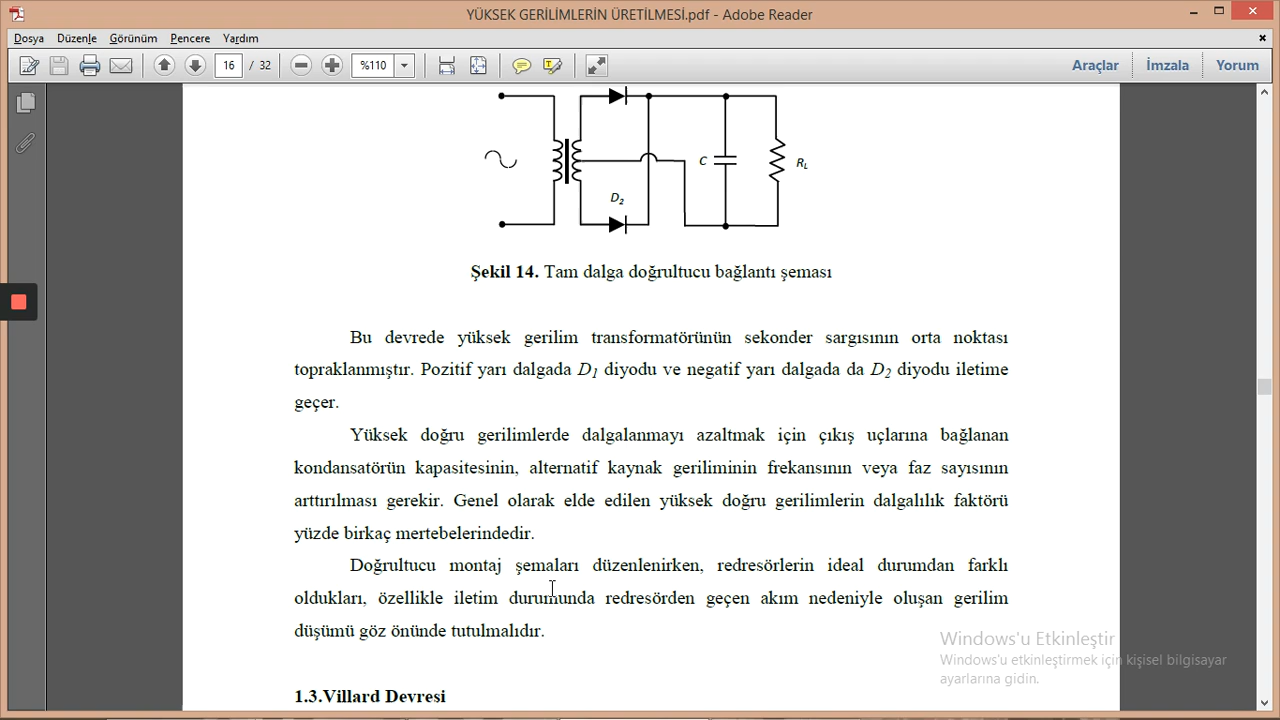 YÜKSEK GERİLİMLERİN ÜRETİLMESİ.pdf - Adobe Reader
Dosya Düzenle Görünüm Pencere Yardım
16 / 32 %110 Araçlar İmzala Yorum
C R_L
D_2
Şekil 14. Tam dalga doğrultucu bağlantı şeması
Bu devrede yüksek gerilim transformatörünün sekonder sargısının orta noktası
topraklanmıştır. Pozitif yarı dalgada D_1 diyodu ve negatif yarı dalgada da D_2 diyodu iletime
geçer.
Yüksek doğru gerilimlerde dalgalanmayı azaltmak için çıkış uçlarına bağlanan
kondansatörün kapasitesinin, alternatif kaynak geriliminin frekansının veya faz sayısının
arttırılması gerekir. Genel olarak elde edilen yüksek doğru gerilimlerin dalgalılık faktörü
yüzde birkaç mertebelerindedir.
Doğrultucu montaj şemaları düzenlenirken, redresörlerin ideal durumdan farklı
oldukları, özellikle iletim durumunda redresörden geçen akım nedeniyle oluşan gerilim
düşümü göz önünde tutulmalıdır.
Windows'u Etkinleştir
Windows'u etkinleştirmek için kişisel bilgisayar
ayarlarına gidin.
1.3.Villard Devresi